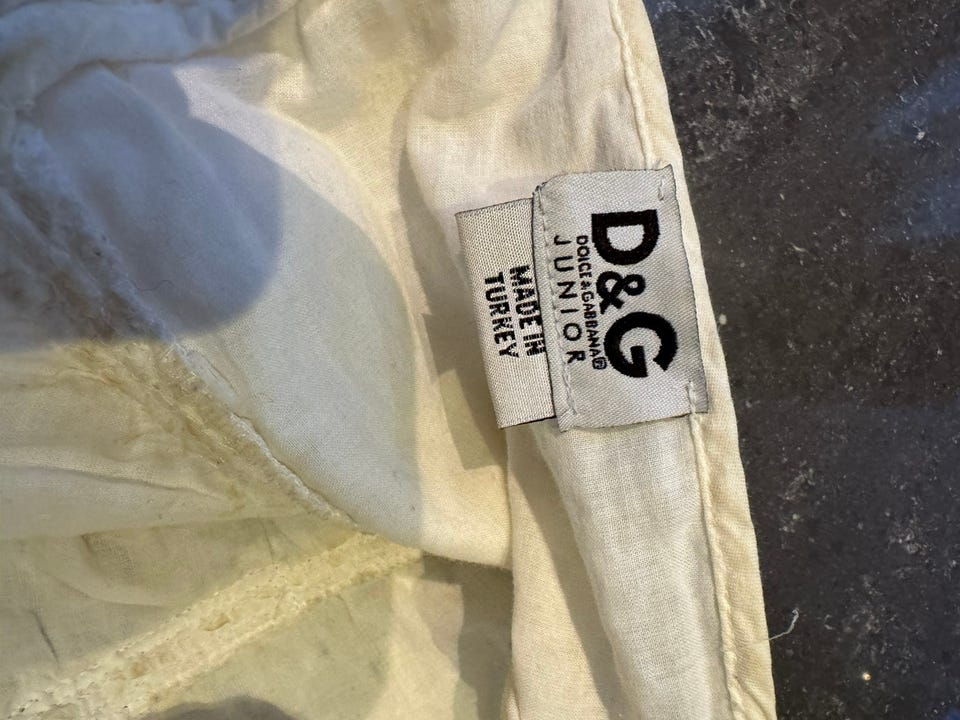 D&G
DOLCE & GABBANA
JUNIOR
MADE IN
TURKEY